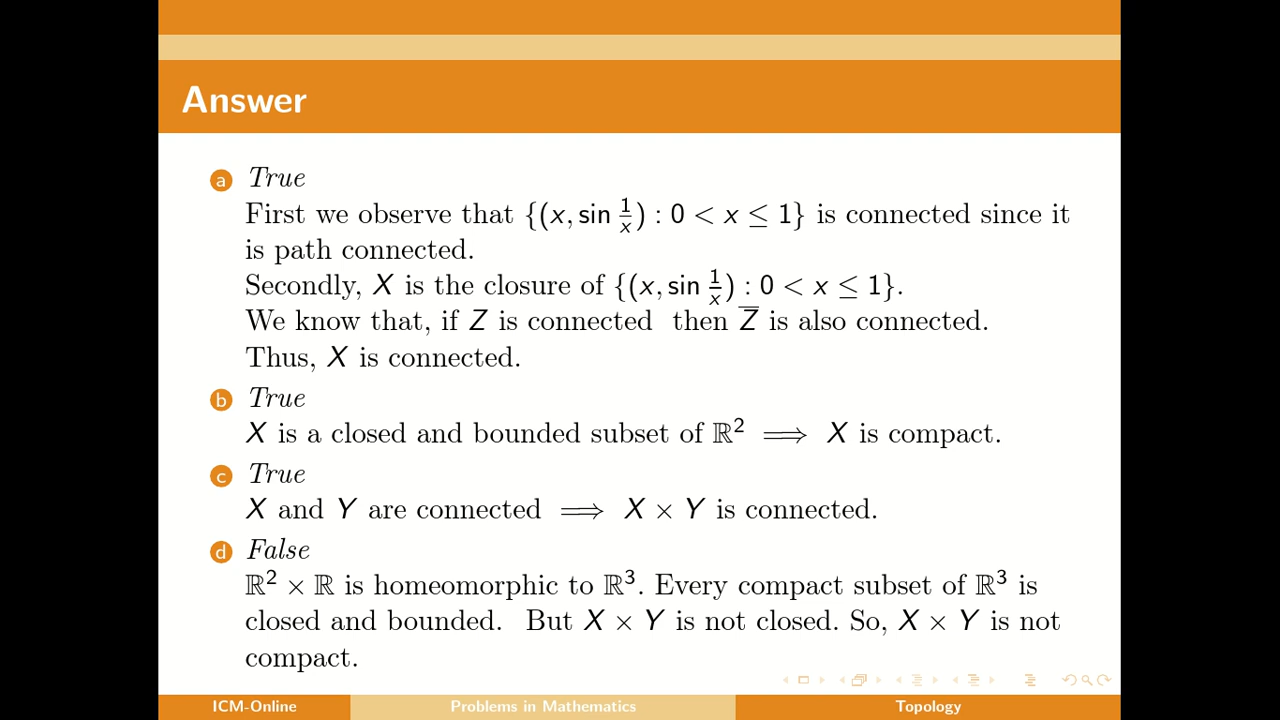 Answer
a True
First we observe that {(x, sin 1/x) : 0 < x ≤ 1} is connected since it
is path connected.
Secondly, X is the closure of {(x, sin 1/x) : 0 < x ≤ 1}.
We know that, if Z is connected then Z̅ is also connected.
Thus, X is connected.
b True
X is a closed and bounded subset of ℝ² ⟹ X is compact.
c True
X and Y are connected ⟹ X × Y is connected.
d False
ℝ² × ℝ is homeomorphic to ℝ³. Every compact subset of ℝ³ is
closed and bounded. But X × Y is not closed. So, X × Y is not
compact.
ICM-Online Problems in Mathematics Topology